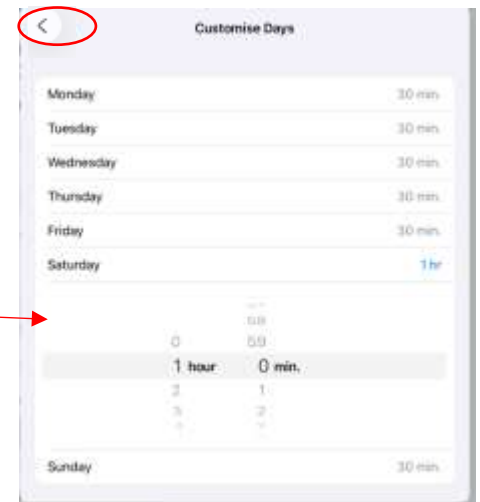 Customise Days
Monday 30 min.
Tuesday 30 min.
Wednesday 30 min.
Thursday 30 min.
Friday 30 min.
Saturday 1 hr
58
0 59
1 hour 0 min.
2 1
3 2
Sunday 30 min.